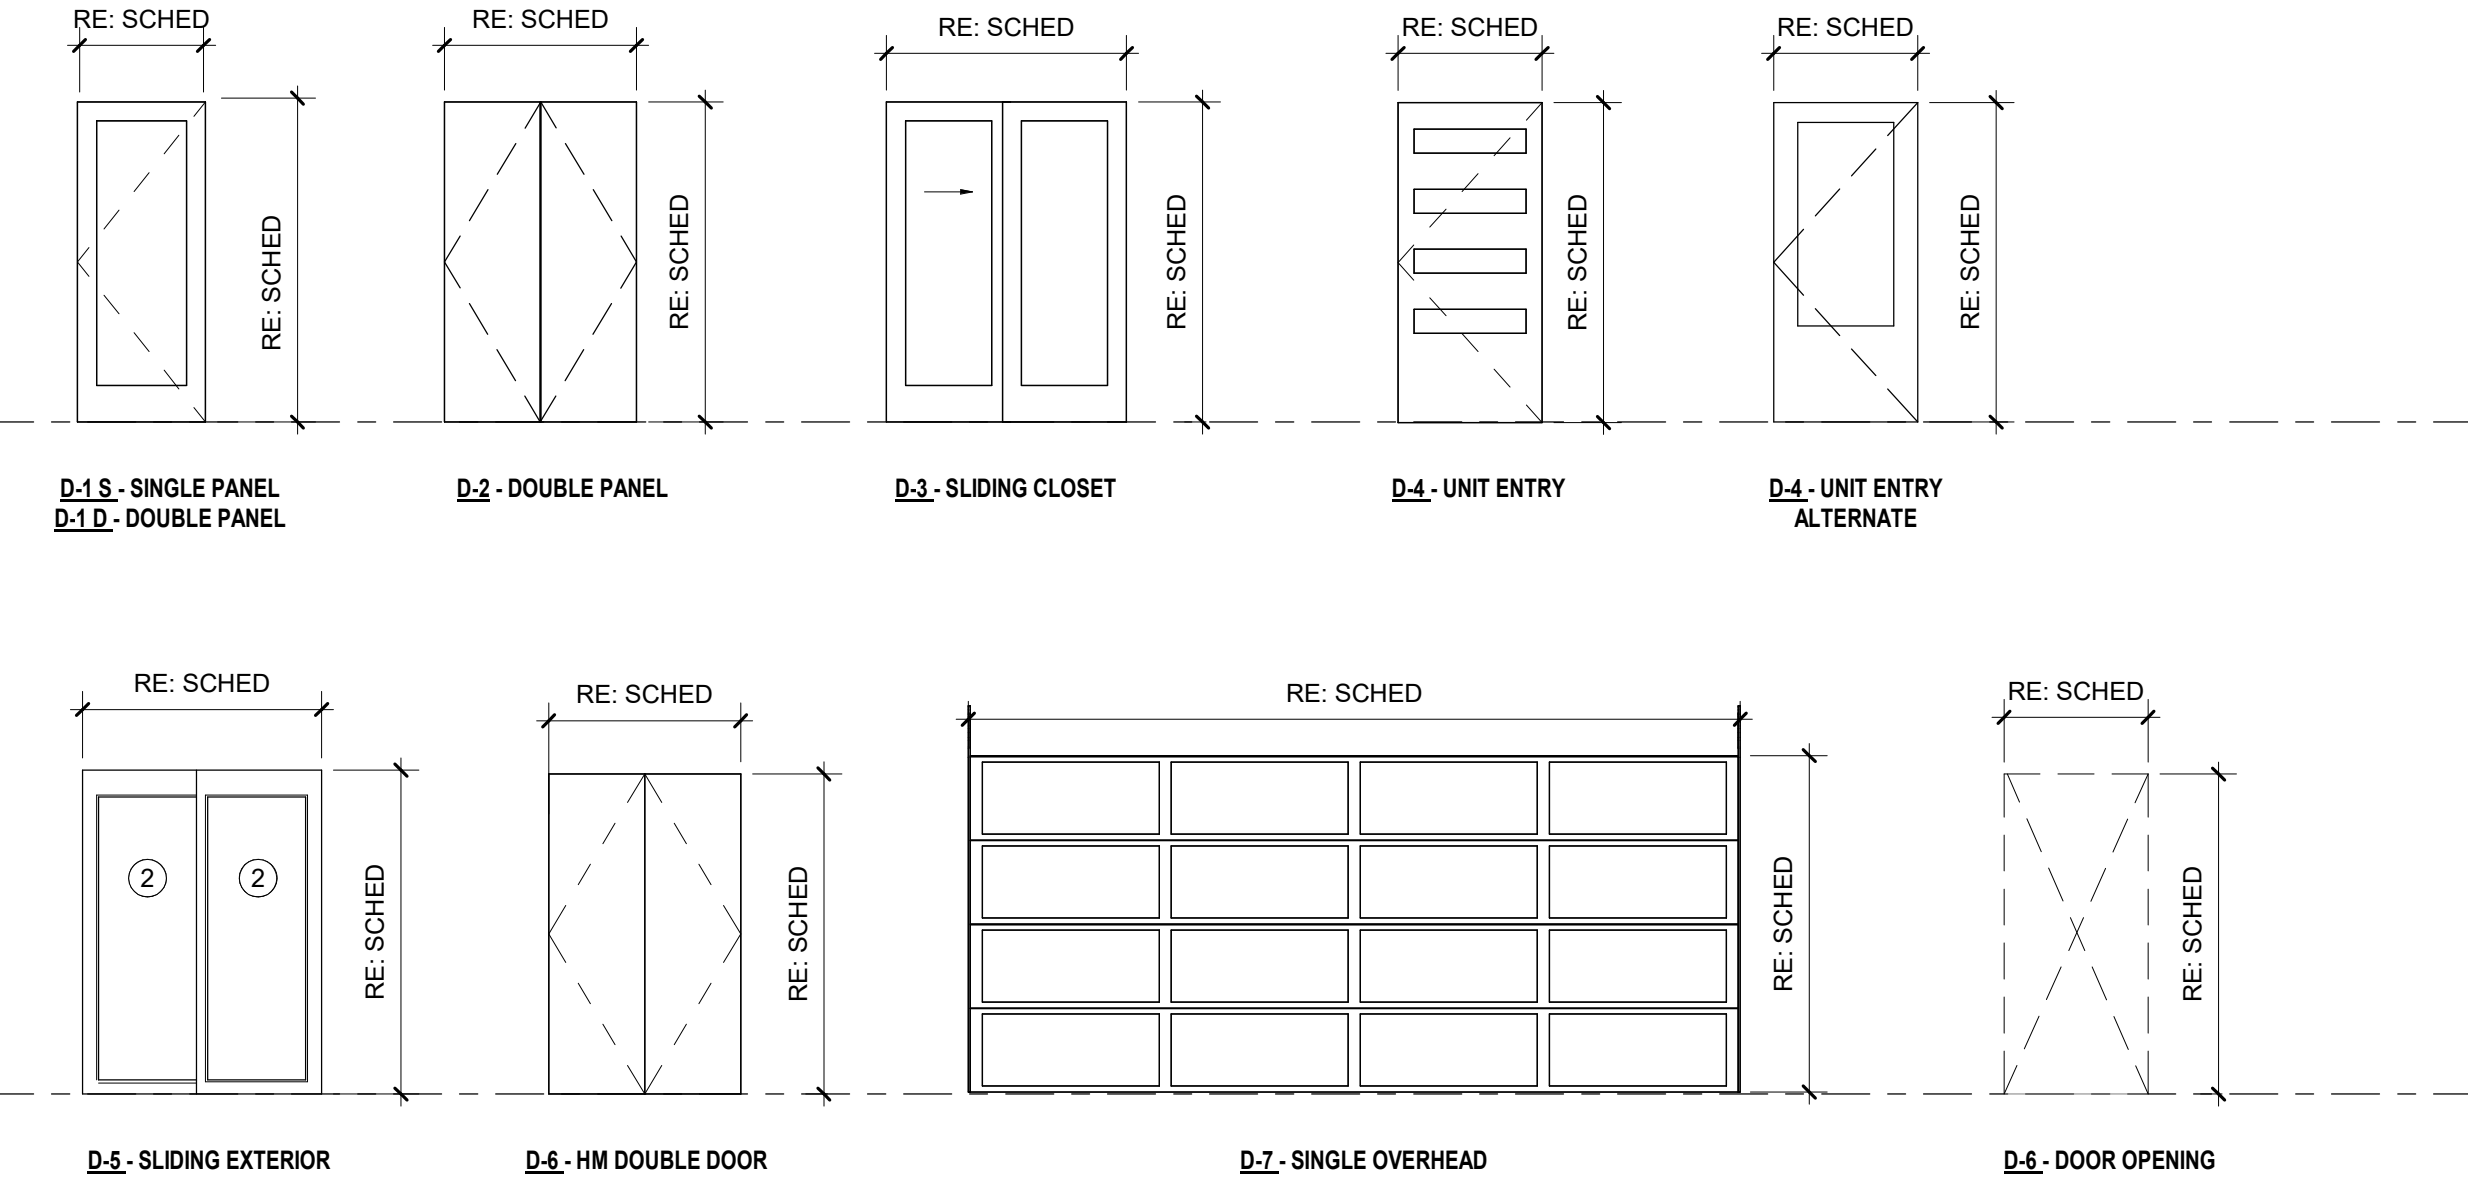 RE: SCHED
RE: SCHED
RE: SCHED
RE: SCHED
RE: SCHED
RE: SCHED
RE: SCHED
RE: SCHED
RE: SCHED
RE: SCHED
D-1 S - SINGLE PANEL
D-1 D - DOUBLE PANEL
D-2 - DOUBLE PANEL
D-3 - SLIDING CLOSET
D-4 - UNIT ENTRY
D-4 - UNIT ENTRY
ALTERNATE
RE: SCHED
RE: SCHED
RE: SCHED
RE: SCHED
2
2
RE: SCHED
RE: SCHED
RE: SCHED
RE: SCHED
D-5 - SLIDING EXTERIOR
D-6 - HM DOUBLE DOOR
D-7 - SINGLE OVERHEAD
D-6 - DOOR OPENING